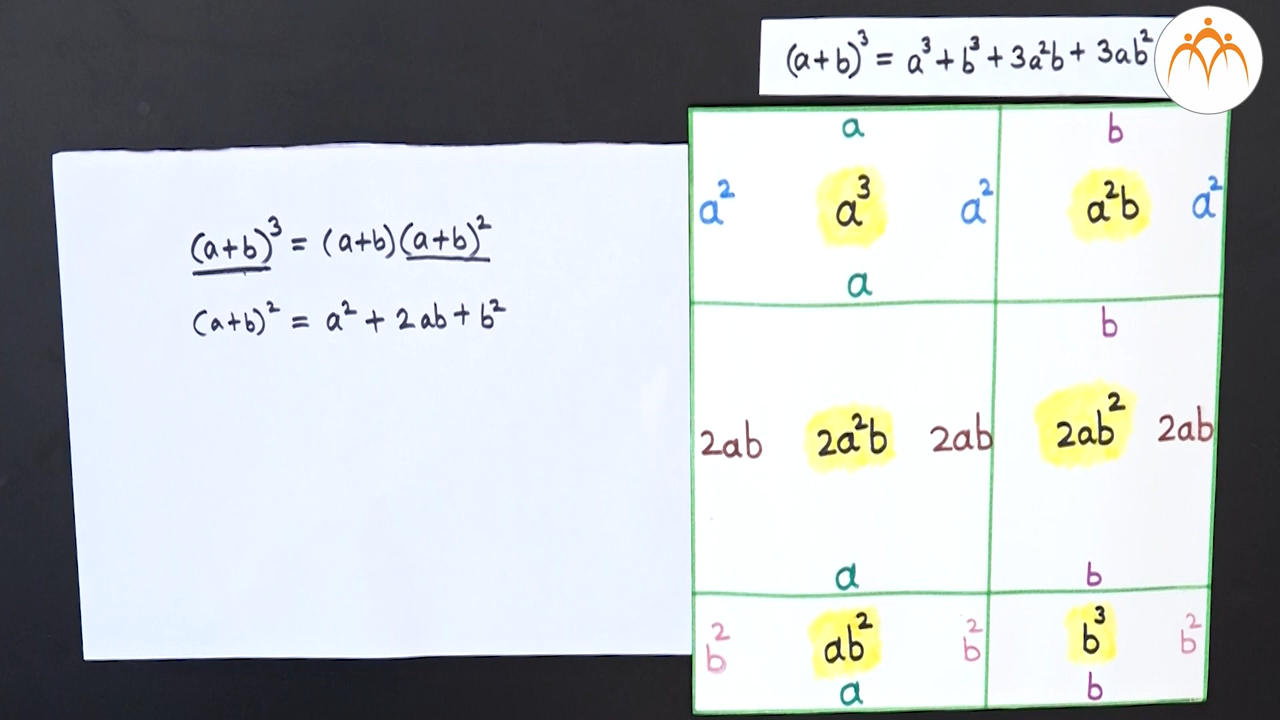 (a+b)³ = a³ + b³ + 3a²b + 3ab²
(a+b)³ = (a+b)(a+b)²
(a+b)² = a² + 2ab + b²
a b
a² a³ a² a²b a²
a b
2ab 2a²b 2ab 2ab² 2ab
a b
b² ab² b² b³ b²
a b